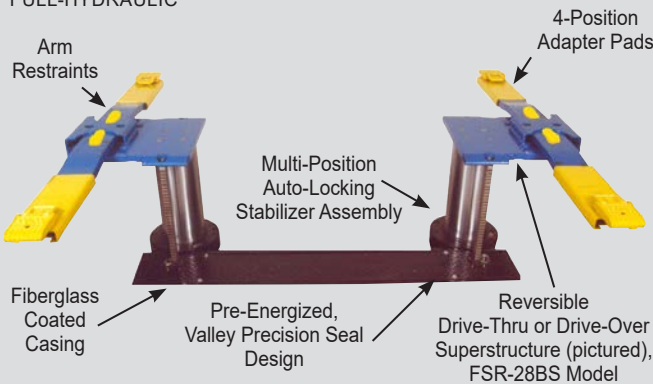 FULL-HYDRAULIC
4-Position
Adapter Pads
Arm
Restraints
Multi-Position
Auto-Locking
Stabilizer Assembly
Fiberglass
Coated
Casing
Pre-Energized,
Valley Precision Seal
Design
Reversible
Drive-Thru or Drive-Over
Superstructure (pictured),
FSR-28BS Model